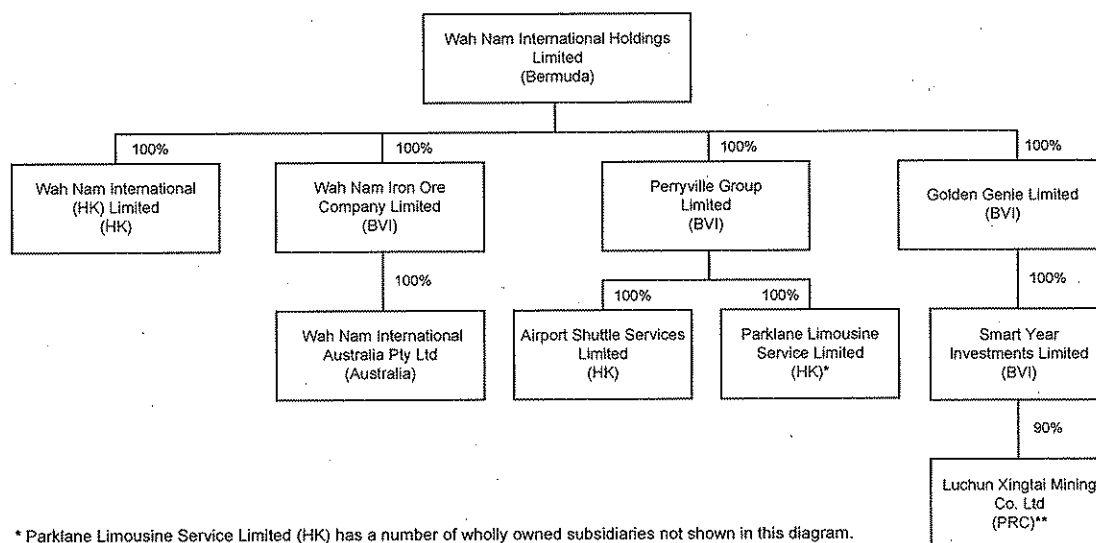 Wah Nam International Holdings
Limited
(Bermuda)
100%
100%
100%
100%
Wah Nam International
(HK) Limited
(HK)
Wah Nam Iron Ore
Company Limited
(BVI)
Perryville Group
Limited
(BVI)
Golden Genie Limited
(BVI)
100%
100%
100%
100%
Wah Nam International
Australia Pty Ltd
(Australia)
Airport Shuttle Services
Limited
(HK)
Parklane Limousine
Service Limited
(HK)*
Smart Year
Investments Limited
(BVI)
90%
Luchun Xingtai Mining
Co. Ltd
(PRC)**
* Parklane Limousine Service Limited (HK) has a number of wholly owned subsidiaries not shown in this diagram.